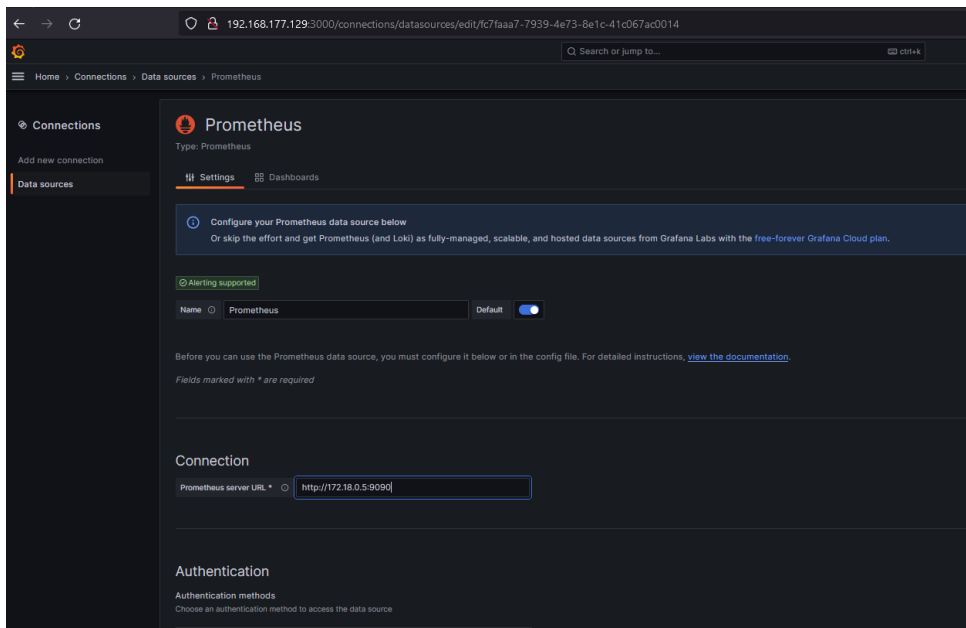 192.168.177.129:3000/connections/datasources/edit/fc7faaa7-7939-4e73-8e1c-41c067ac0014
Search or jump to... ctrl+k
Home › Connections › Data sources › Prometheus
Connections
Add new connection
Data sources
Prometheus
Type: Prometheus
Settings Dashboards
Configure your Prometheus data source below
Or skip the effort and get Prometheus (and Loki) as fully-managed, scalable, and hosted data sources from Grafana Labs with the free-forever Grafana Cloud plan.
Alerting supported
Name Prometheus Default
Before you can use the Prometheus data source, you must configure it below or in the config file. For detailed instructions, view the documentation.
Fields marked with * are required
Connection
Prometheus server URL * http://172.18.0.5:9090
Authentication
Authentication methods
Choose an authentication method to access the data source